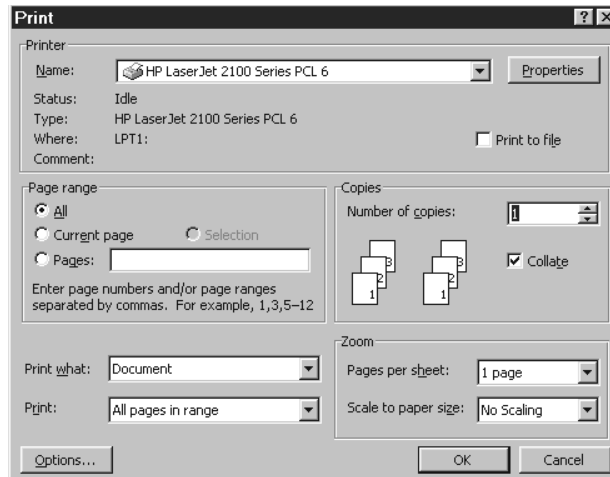 Print
Printer
Name: HP LaserJet 2100 Series PCL 6 Properties
Status: Idle
Type: HP LaserJet 2100 Series PCL 6
Where: LPT1: Print to file
Comment:
Page range
All
Current page Selection
Pages:
Enter page numbers and/or page ranges
separated by commas. For example, 1,3,5–12
Copies
Number of copies: 1
3 3
2 2
1 1
Collate
Print what: Document
Print: All pages in range
Zoom
Pages per sheet: 1 page
Scale to paper size: No Scaling
Options... OK Cancel